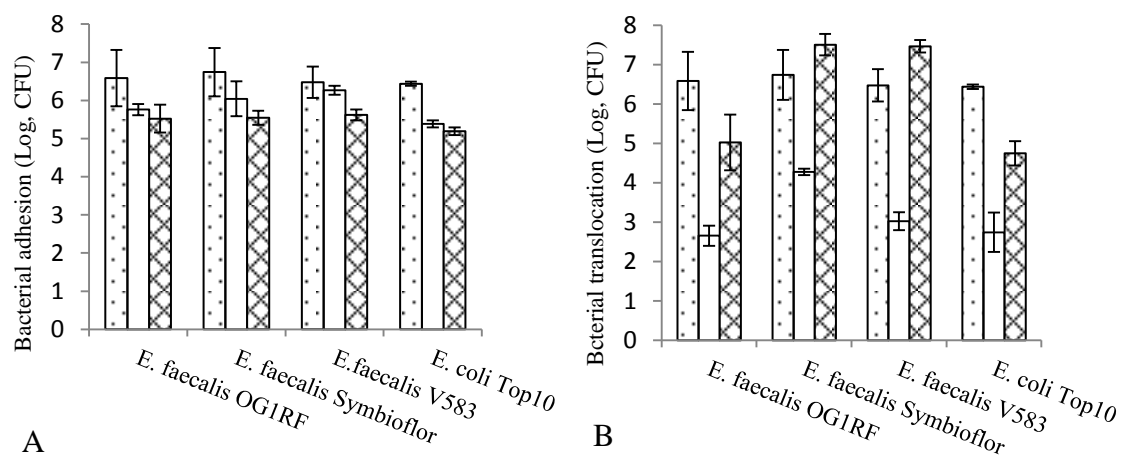 Bacterial adhesion (Log, CFU)
8
7
6
5
4
3
2
1
0
E. faecalis OG1RF
E. faecalis Symbioflor
E.faecalis V583
E. coli Top10
A
Bcterial translocation (Log, CFU)
8
7
6
5
4
3
2
1
0
E. faecalis OG1RF
E. faecalis Symbioflor
E. faecalis V583
E. coli Top10
B